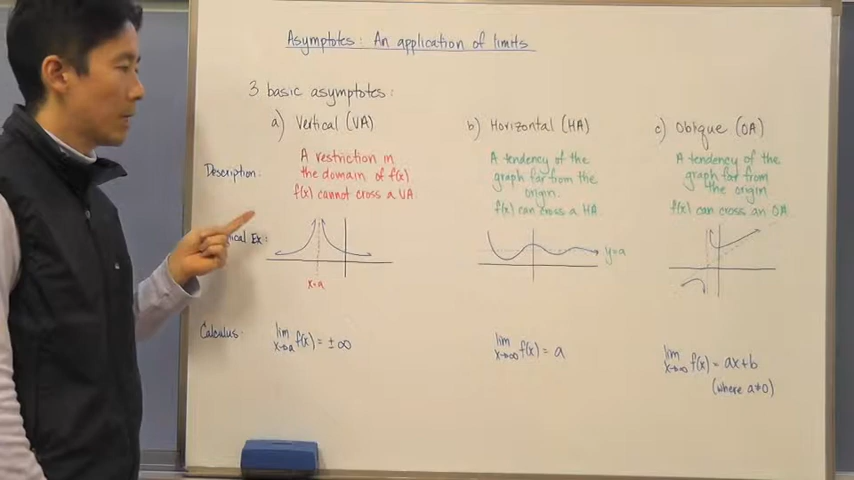 Asymptotes: An application of limits
3 basic asymptotes:
a) Vertical (VA)
b) Horizontal (HA)
c) Oblique (OA)
Description:
A restriction in
the domain of f(x)
f(x) cannot cross a VA
A tendency of the
graph far from the
origin.
f(x) can cross a HA
A tendency of the
graph far from
the origin
f(x) can cross an OA
Ex:
x=a
y=a
Calculus:
lim f(x) = ±∞
x→a
lim f(x) = a
x→∞
lim f(x) = ax+b
x→∞
(where a≠0)